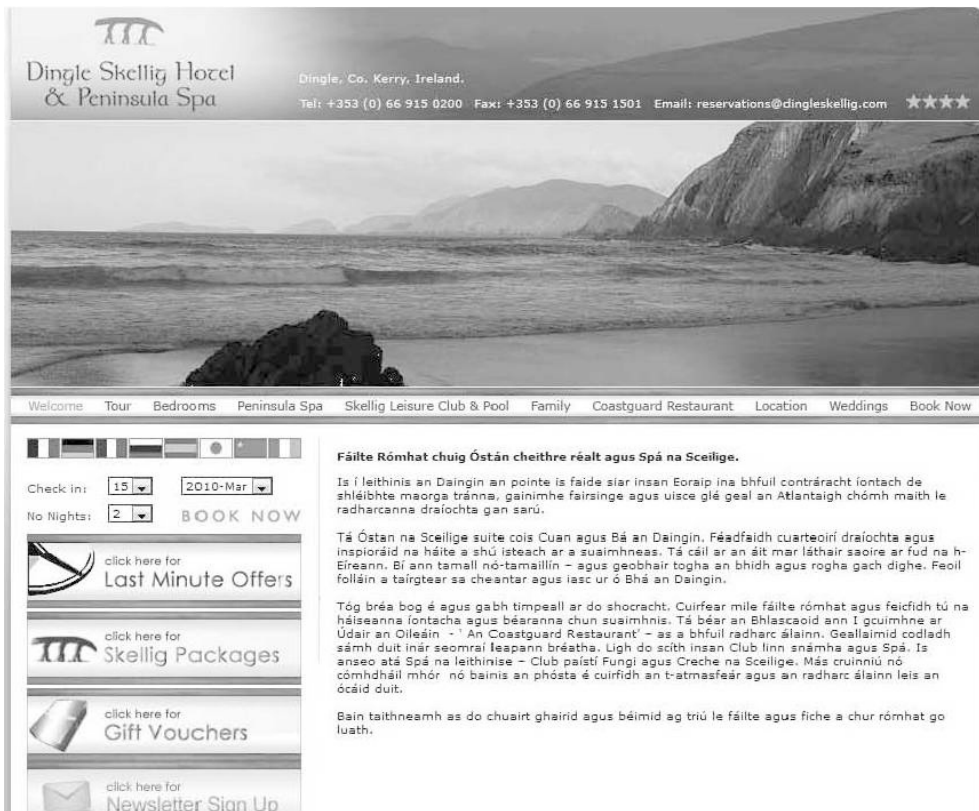 Dingle Skellig Hotel
& Peninsula Spa
Dingle, Co. Kerry, Ireland.
Tel: +353 (0) 66 915 0200 Fax: +353 (0) 66 915 1501 Email: reservations@dingleskellig.com
Welcome Tour Bedrooms Peninsula Spa Skellig Leisure Club & Pool Family Coastguard Restaurant Location Weddings Book Now
Check in: 15 2010-Mar
No Nights: 2 BOOK NOW
click here for
Last Minute Offers
click here for
Skellig Packages
click here for
Gift Vouchers
click here for
Newsletter Sign Up
Fáilte Rómhat chuig Óstán cheithre réalt agus Spá na Sceilige.
Is í leithinis an Daingin an pointe is faide siar insan Eoraip ina bhfuil contráracht íontach de
shléibhte maorga tránna, gainimhe fairsinge agus uisce glé geal an Atlantaigh chómh maith le
radharcanna draíochta gan sarú.
Tá Óstan na Sceilige suite cois Cuan agus Bá an Daingin. Féadfaidh cuarteoirí draíochta agus
inspioráid na háite a shú isteach ar a suaimhneas. Tá cáil ar an áit mar láthair saoire ar fud na h-
Eíreann. Bí ann tamall nó-tamaillín – agus geobhair togha an bhidh agus rogha gach dighe. Feoil
folláin a taírgtear sa cheantar agus iasc ur ó Bhá an Daingin.
Tóg bréa bog é agus gabh timpeall ar do shocracht. Cuirfear mile fáilte rómhat agus feicfidh tú na
háiseanna íontacha agus béaranna chun suaimhnis. Tá béar an Bhlascaoid ann I gcuimhne ar
Údair an Oileáin - ' An Coastguard Restaurant' – as a bhfuil radharc álainn. Geallaimid codladh
sámh duit inár seomraí leapann bréatha. Ligh do scíth insan Club linn snámha agus Spá. Is
anseo atá Spá na leithinise – Club paístí Fungi agus Creche na Sceilige. Más cruinniú nó
cómhdháil mhór nó bainis an phósta é cuirfidh an t-atmasfeár agus an radharc álainn leis an
ócáid duit.
Bain taithneamh as do chuairt ghairid agus béimid ag triú le fáilte agus fiche a chur rómhat go
luath.